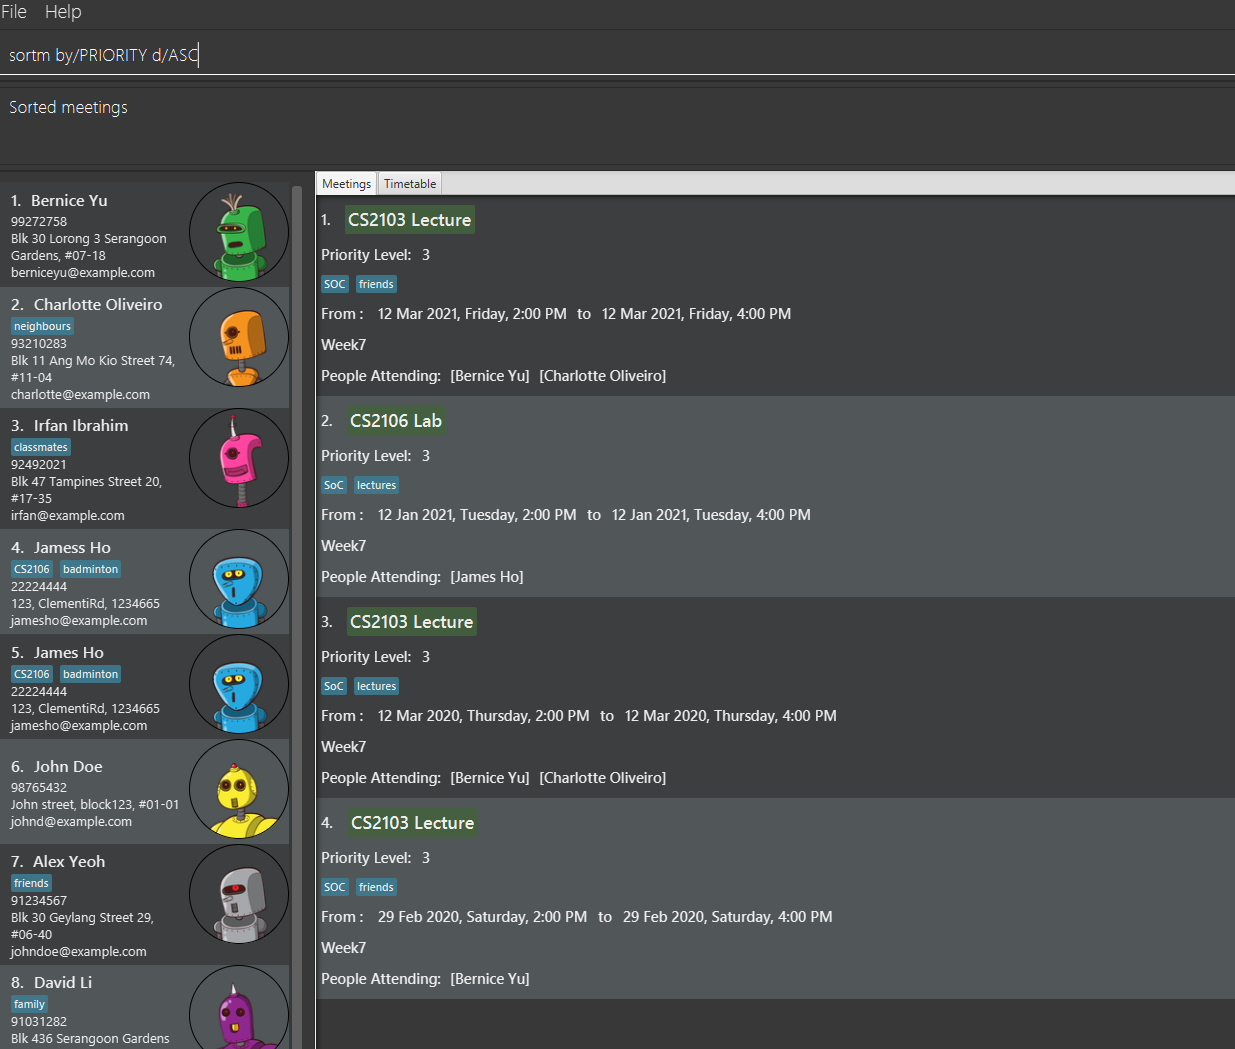 File Help
sortm by/PRIORITY d/ASC
Sorted meetings
1. Bernice Yu
99272758
Blk 30 Lorong 3 Serangoon
Gardens, #07-18
berniceyu@example.com
2. Charlotte Oliveiro
neighbours
93210283
Blk 11 Ang Mo Kio Street 74,
#11-04
charlotte@example.com
3. Irfan Ibrahim
classmates
92492021
Blk 47 Tampines Street 20,
#17-35
irfan@example.com
4. Jamess Ho
CS2106 badminton
22224444
123, ClementiRd, 1234665
jamesho@example.com
5. James Ho
CS2106 badminton
22224444
123, ClementiRd, 1234665
jamesho@example.com
6. John Doe
98765432
John street, block123, #01-01
johnd@example.com
7. Alex Yeoh
friends
91234567
Blk 30 Geylang Street 29,
#06-40
johndoe@example.com
8. David Li
family
91031282
Blk 436 Serangoon Gardens
Meetings Timetable
1. CS2103 Lecture
Priority Level: 3
SOC friends
From : 12 Mar 2021, Friday, 2:00 PM to 12 Mar 2021, Friday, 4:00 PM
Week7
People Attending: [Bernice Yu] [Charlotte Oliveiro]
2. CS2106 Lab
Priority Level: 3
SoC lectures
From : 12 Jan 2021, Tuesday, 2:00 PM to 12 Jan 2021, Tuesday, 4:00 PM
Week7
People Attending: [James Ho]
3. CS2103 Lecture
Priority Level: 3
SoC lectures
From : 12 Mar 2020, Thursday, 2:00 PM to 12 Mar 2020, Thursday, 4:00 PM
Week7
People Attending: [Bernice Yu] [Charlotte Oliveiro]
4. CS2103 Lecture
Priority Level: 3
SOC friends
From : 29 Feb 2020, Saturday, 2:00 PM to 29 Feb 2020, Saturday, 4:00 PM
Week7
People Attending: [Bernice Yu]